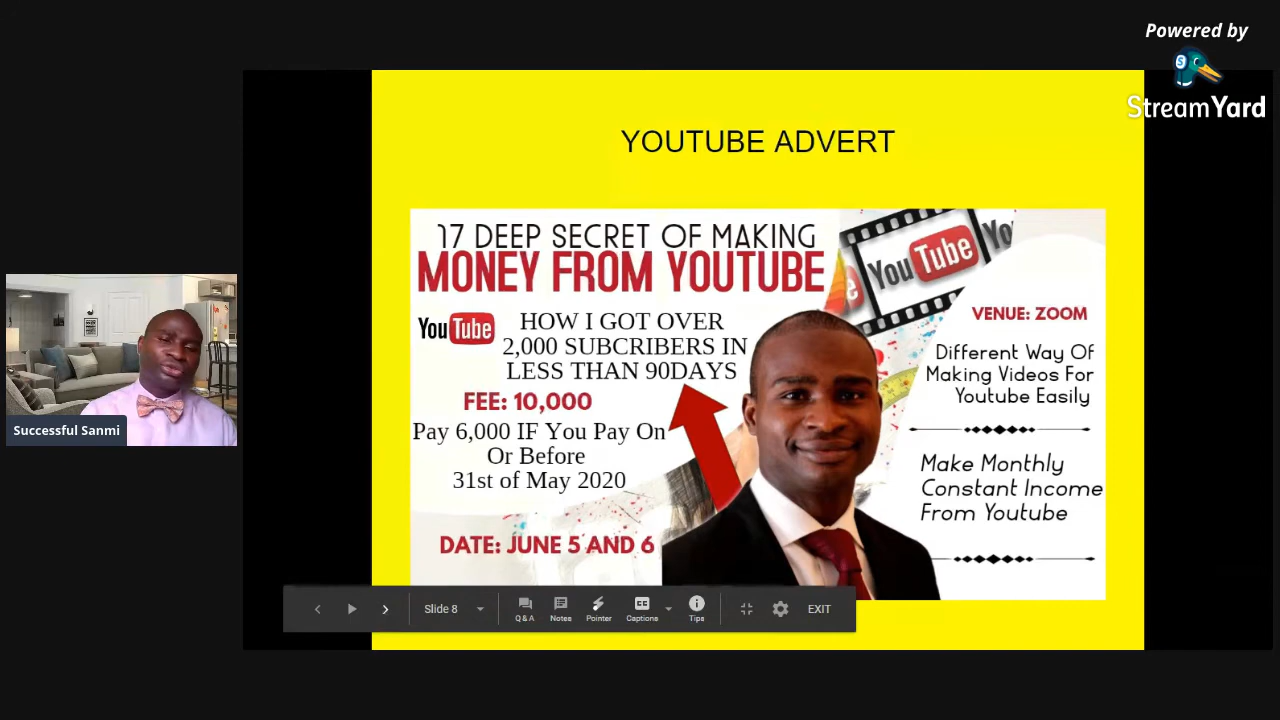 Powered by
StreamYard
YOUTUBE ADVERT
17 DEEP SECRET OF MAKING
MONEY FROM YOUTUBE
YouTube
HOW I GOT OVER
2,000 SUBCRIBERS IN
LESS THAN 90DAYS
FEE: 10,000
Pay 6,000 IF You Pay On
Or Before
31st of May 2020
DATE: JUNE 5 AND 6
e
YouTube
Yo
VENUE: ZOOM
Different Way Of
Making Videos For
Youtube Easily
Make Monthly
Constant Income
From Youtube
Successful Sanmi
Slide 8
Q&A
Notes
Pointer
Captions
Tips
EXIT